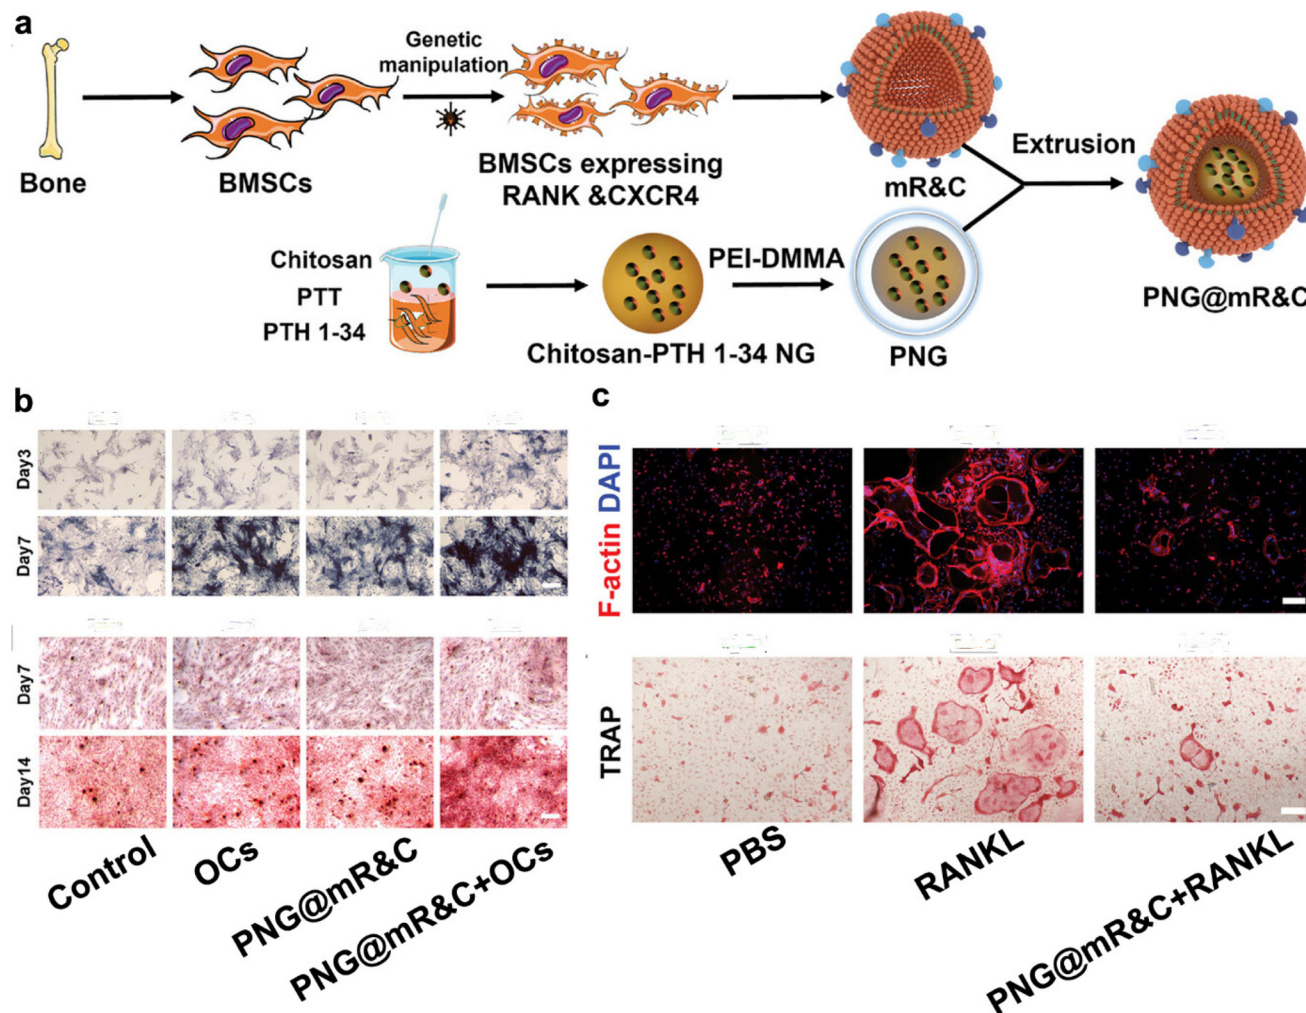 a
Genetic
manipulation
Bone
BMSCs
BMSCs expressing
RANK &CXCR4
mR&C
Extrusion
PNG@mR&C
Chitosan
PTT
PTH 1-34
Chitosan-PTH 1-34 NG
PEI-DMMA
PNG
b
Day3
Day7
Day7
Day14
Control
OCs
PNG@mR&C
PNG@mR&C+OCs
c
F-actin DAPI
TRAP
PBS
RANKL
PNG@mR&C+RANKL